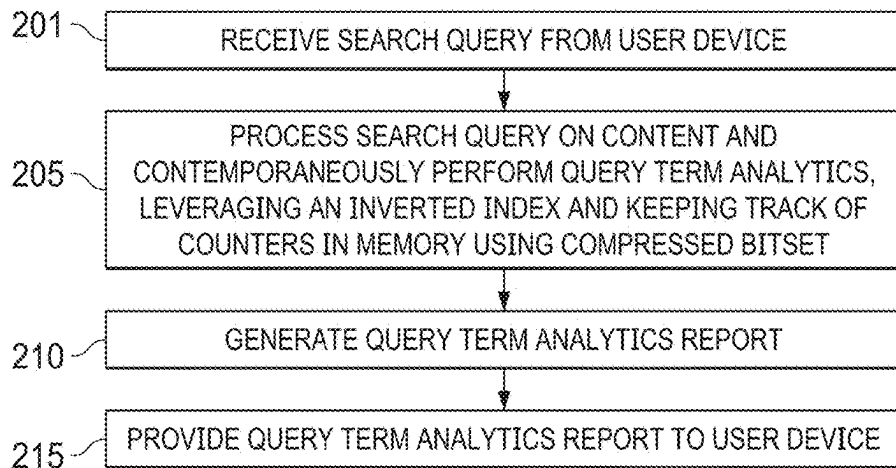 201
RECEIVE SEARCH QUERY FROM USER DEVICE
205
PROCESS SEARCH QUERY ON CONTENT AND
CONTEMPORANEOUSLY PERFORM QUERY TERM ANALYTICS,
LEVERAGING AN INVERTED INDEX AND KEEPING TRACK OF
COUNTERS IN MEMORY USING COMPRESSED BITSET
210
GENERATE QUERY TERM ANALYTICS REPORT
215
PROVIDE QUERY TERM ANALYTICS REPORT TO USER DEVICE